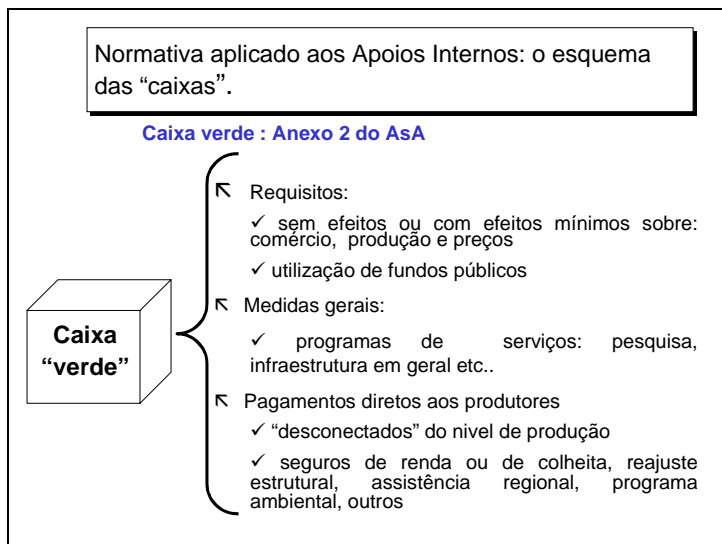 Normativa aplicado aos Apoios Internos: o esquema
das “caixas”.
Caixa verde : Anexo 2 do AsA
Caixa
“verde”
Requisitos:
✓ sem efeitos ou com efeitos mínimos sobre:
comércio, produção e preços
✓ utilização de fundos públicos
Medidas gerais:
✓ programas de serviços: pesquisa,
infraestrutura em geral etc..
Pagamentos diretos aos produtores
✓ “desconectados” do nivel de produção
✓ seguros de renda ou de colheita, reajuste
estrutural, assistência regional, programa
ambiental, outros